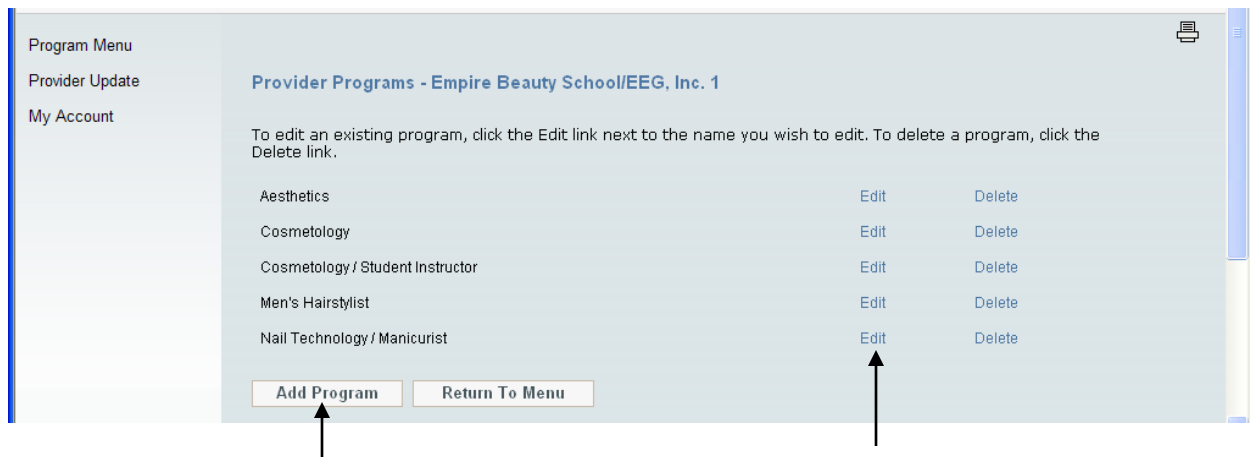 Program Menu
Provider Update
My Account
Provider Programs - Empire Beauty School/EEG, Inc. 1
To edit an existing program, click the Edit link next to the name you wish to edit. To delete a program, click the
Delete link.
Aesthetics Edit Delete
Cosmetology Edit Delete
Cosmetology / Student Instructor Edit Delete
Men's Hairstylist Edit Delete
Nail Technology / Manicurist Edit Delete
Add Program Return To Menu